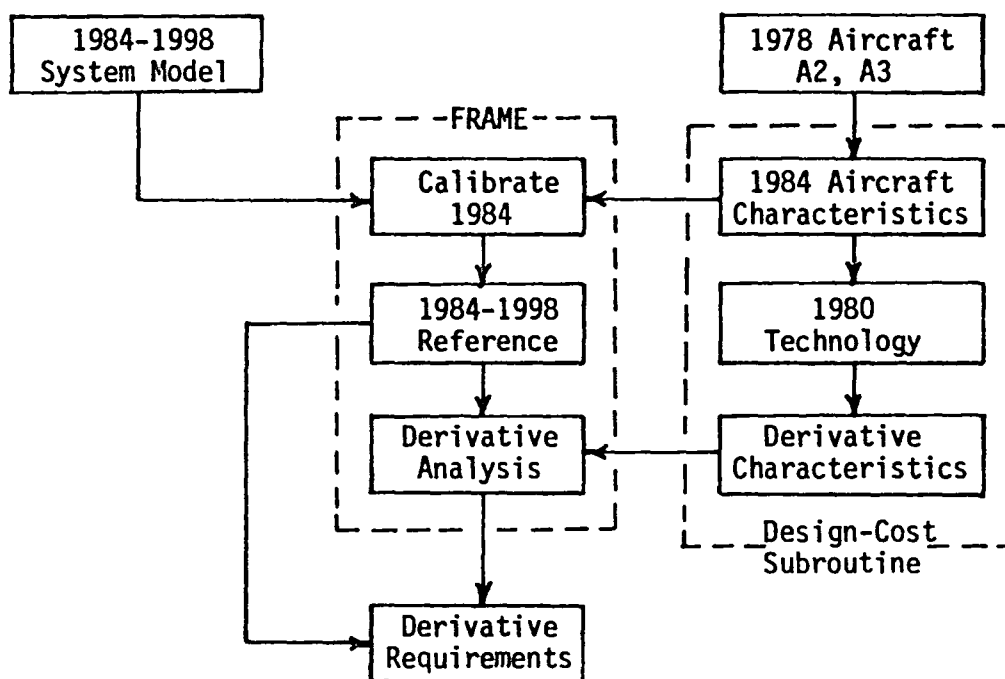 1984-1998
System Model
1978 Aircraft
A2, A3
FRAME
Calibrate
1984
1984 Aircraft
Characteristics
1984-1998
Reference
1980
Technology
Derivative
Analysis
Derivative
Characteristics
Design-Cost
Subroutine
Derivative
Requirements